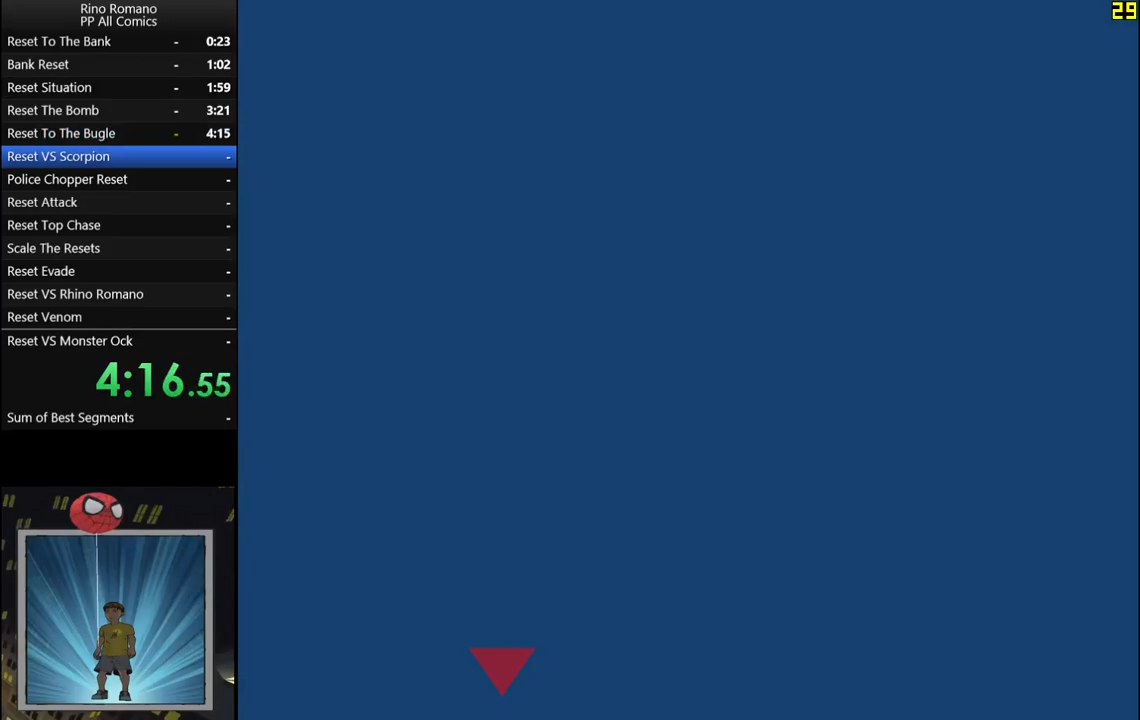 Rino Romano
PP All Comics
Reset To The Bank - 0:23
Bank Reset - 1:02
Reset Situation - 1:59
Reset The Bomb - 3:21
Reset To The Bugle - 4:15
Reset VS Scorpion -
Police Chopper Reset -
Reset Attack -
Reset Top Chase -
Scale The Resets -
Reset Evade -
Reset VS Rhino Romano -
Reset Venom -
Reset VS Monster Ock -
4:16.55
Sum of Best Segments -
29